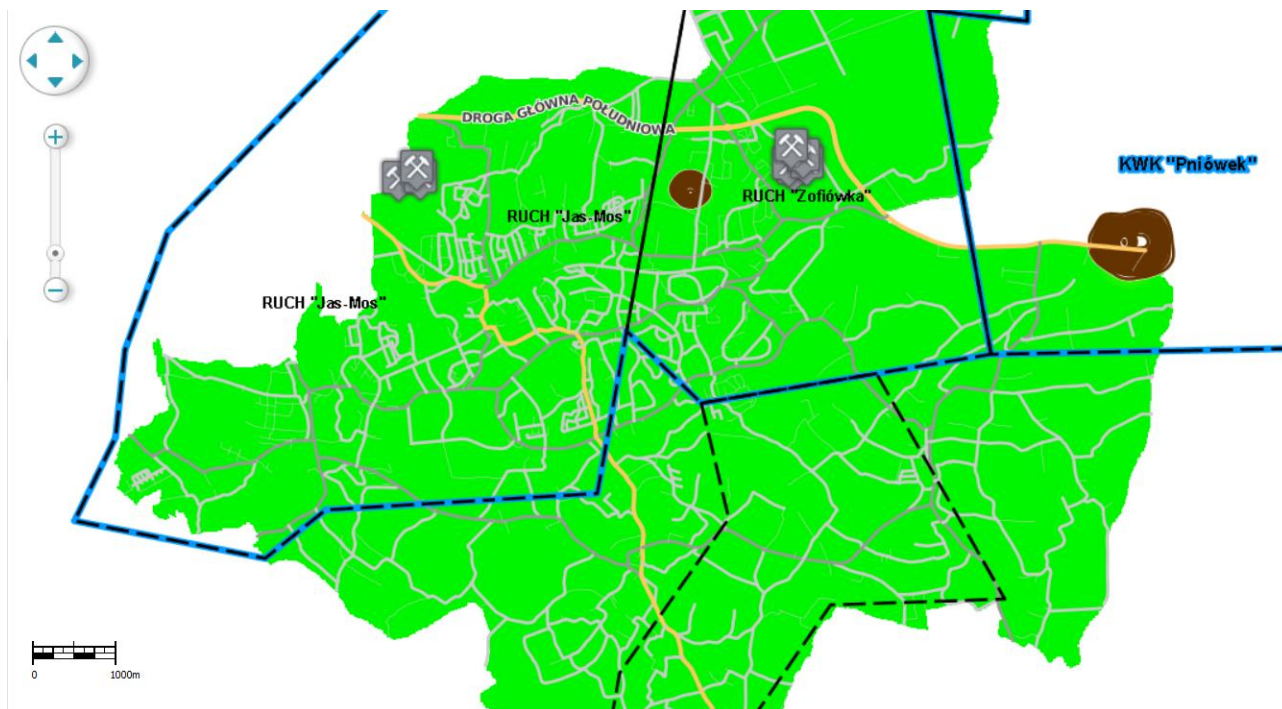 DROGA GŁÓWNA POŁUDNIOWA
KWK "Pniówek"
RUCH "Zofiówka"
RUCH "Jas-Mos"
RUCH "Jas-Mos"
0 1000m